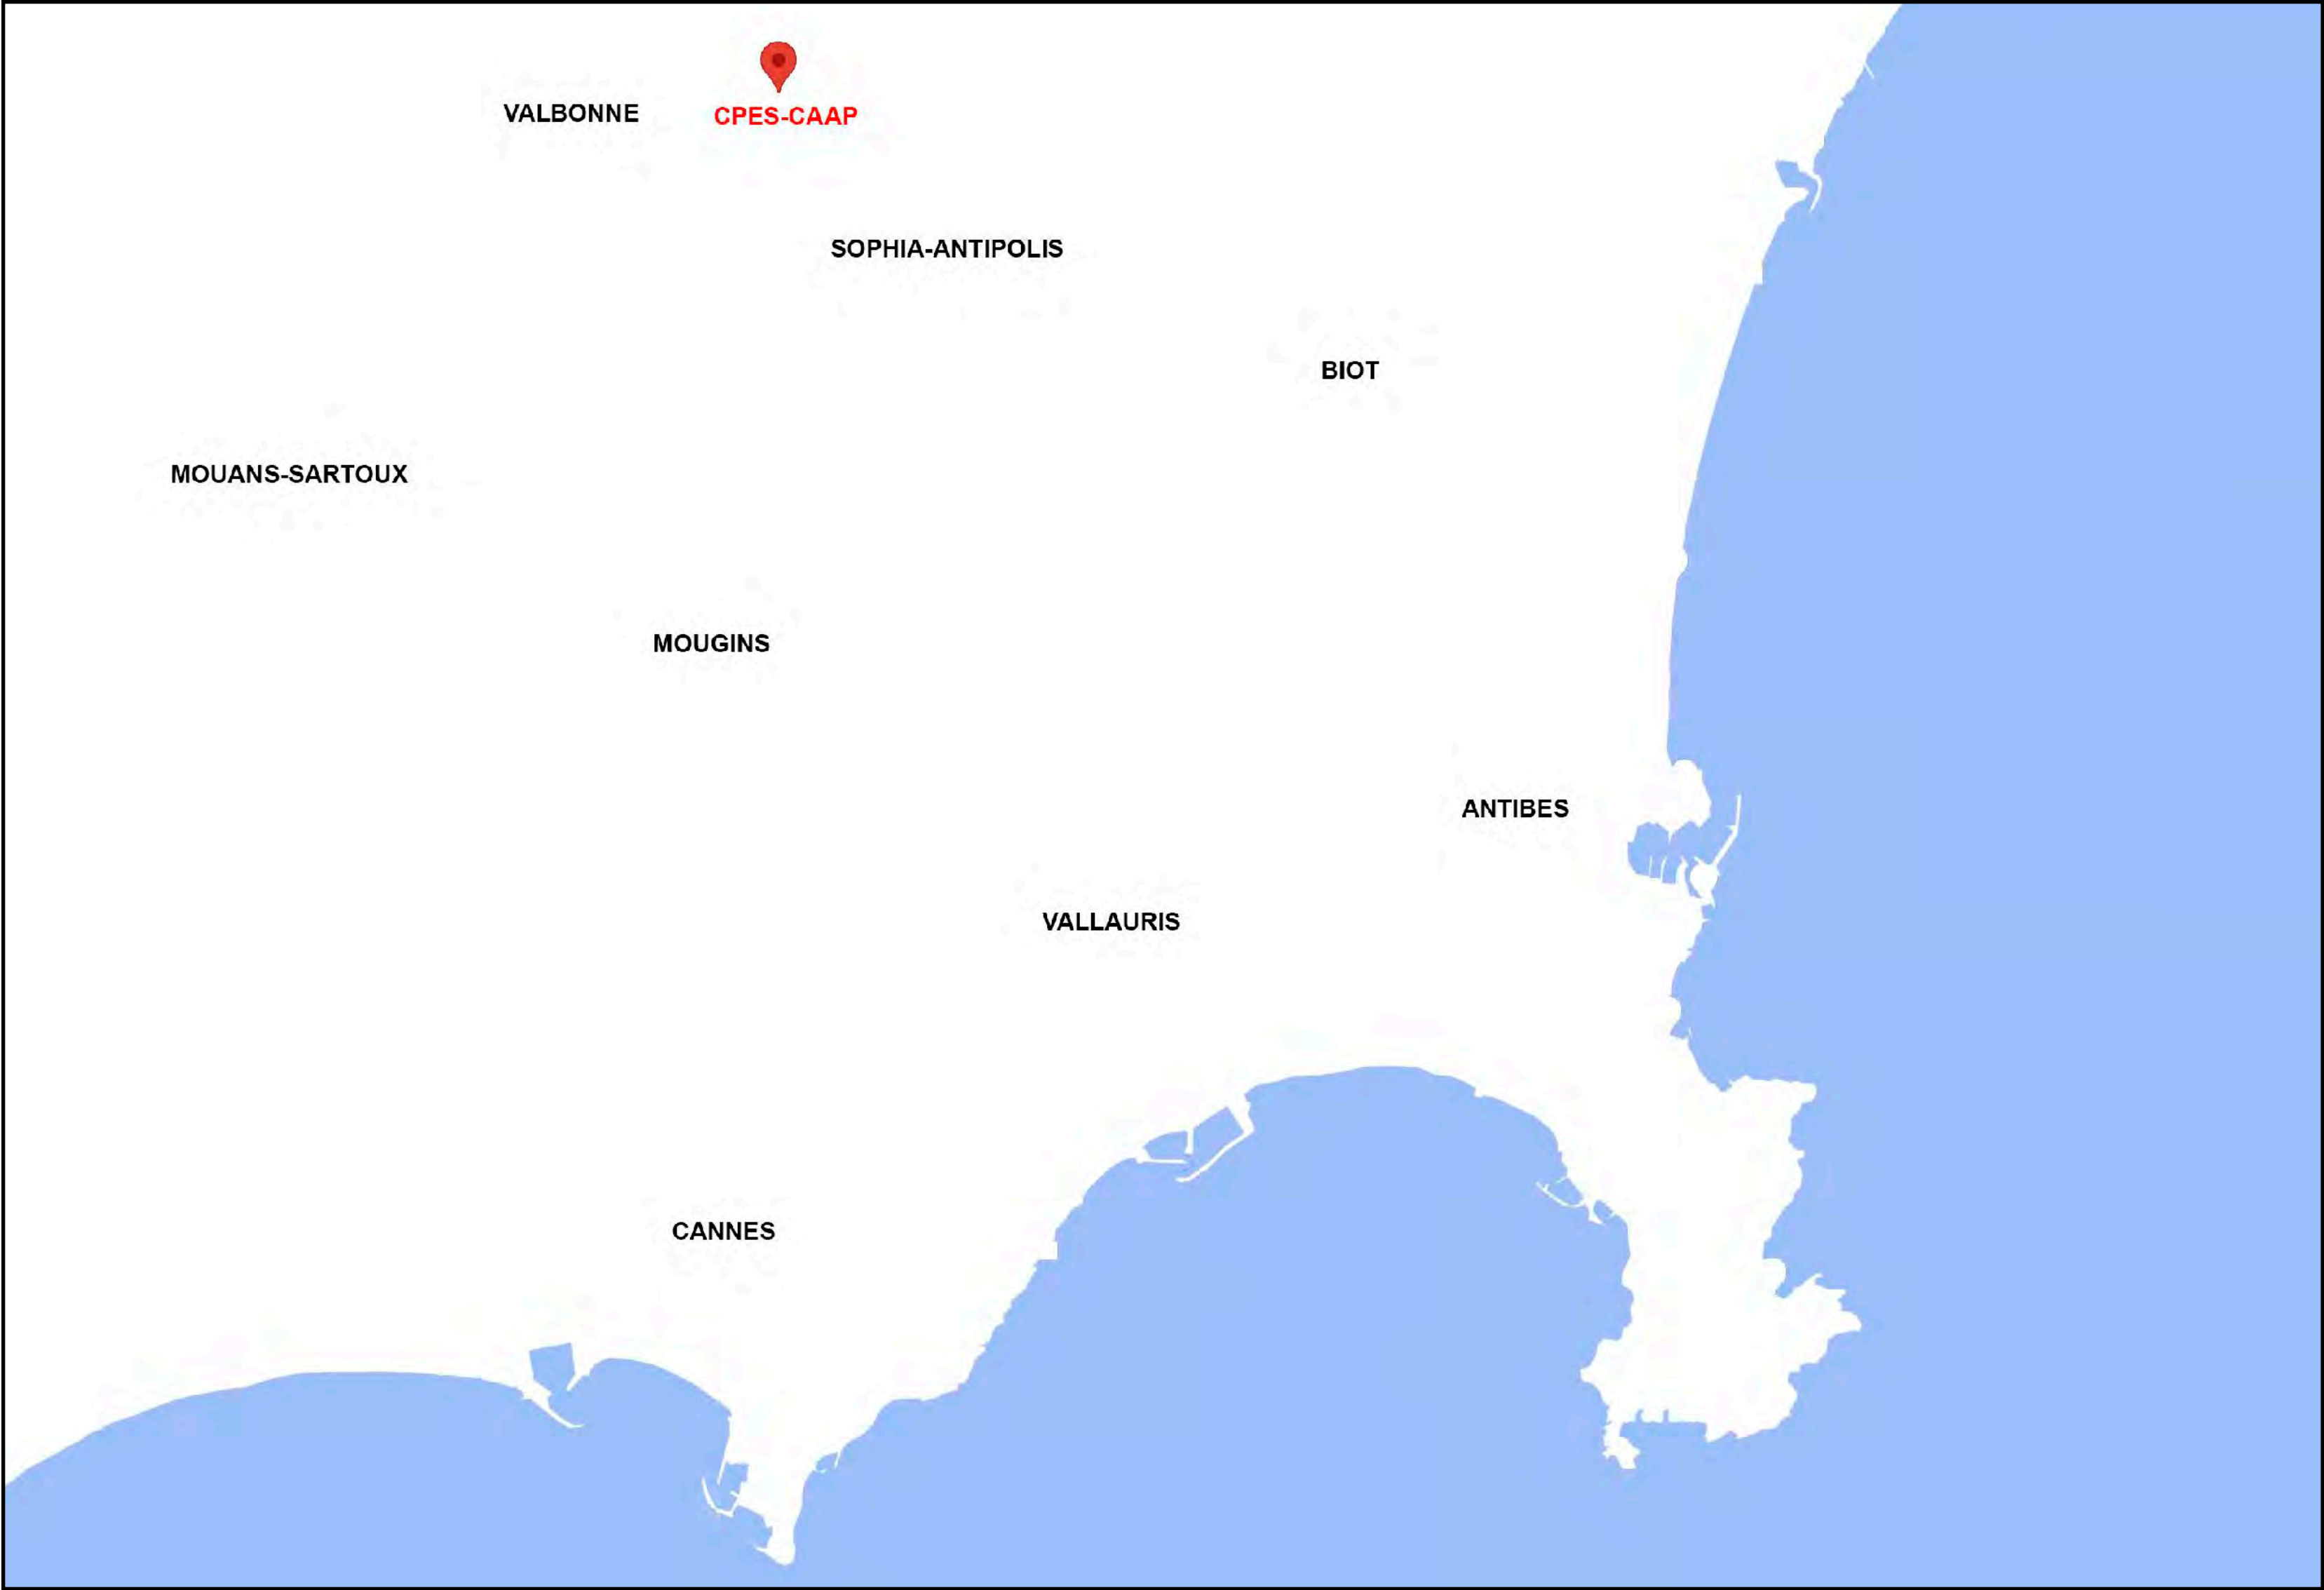 VALBONNE
CPES-CAAP
SOPHIA-ANTIPOLIS
BIOT
MOUANS-SARTOUX
MOUGINS
ANTIBES
VALLAURIS
CANNES